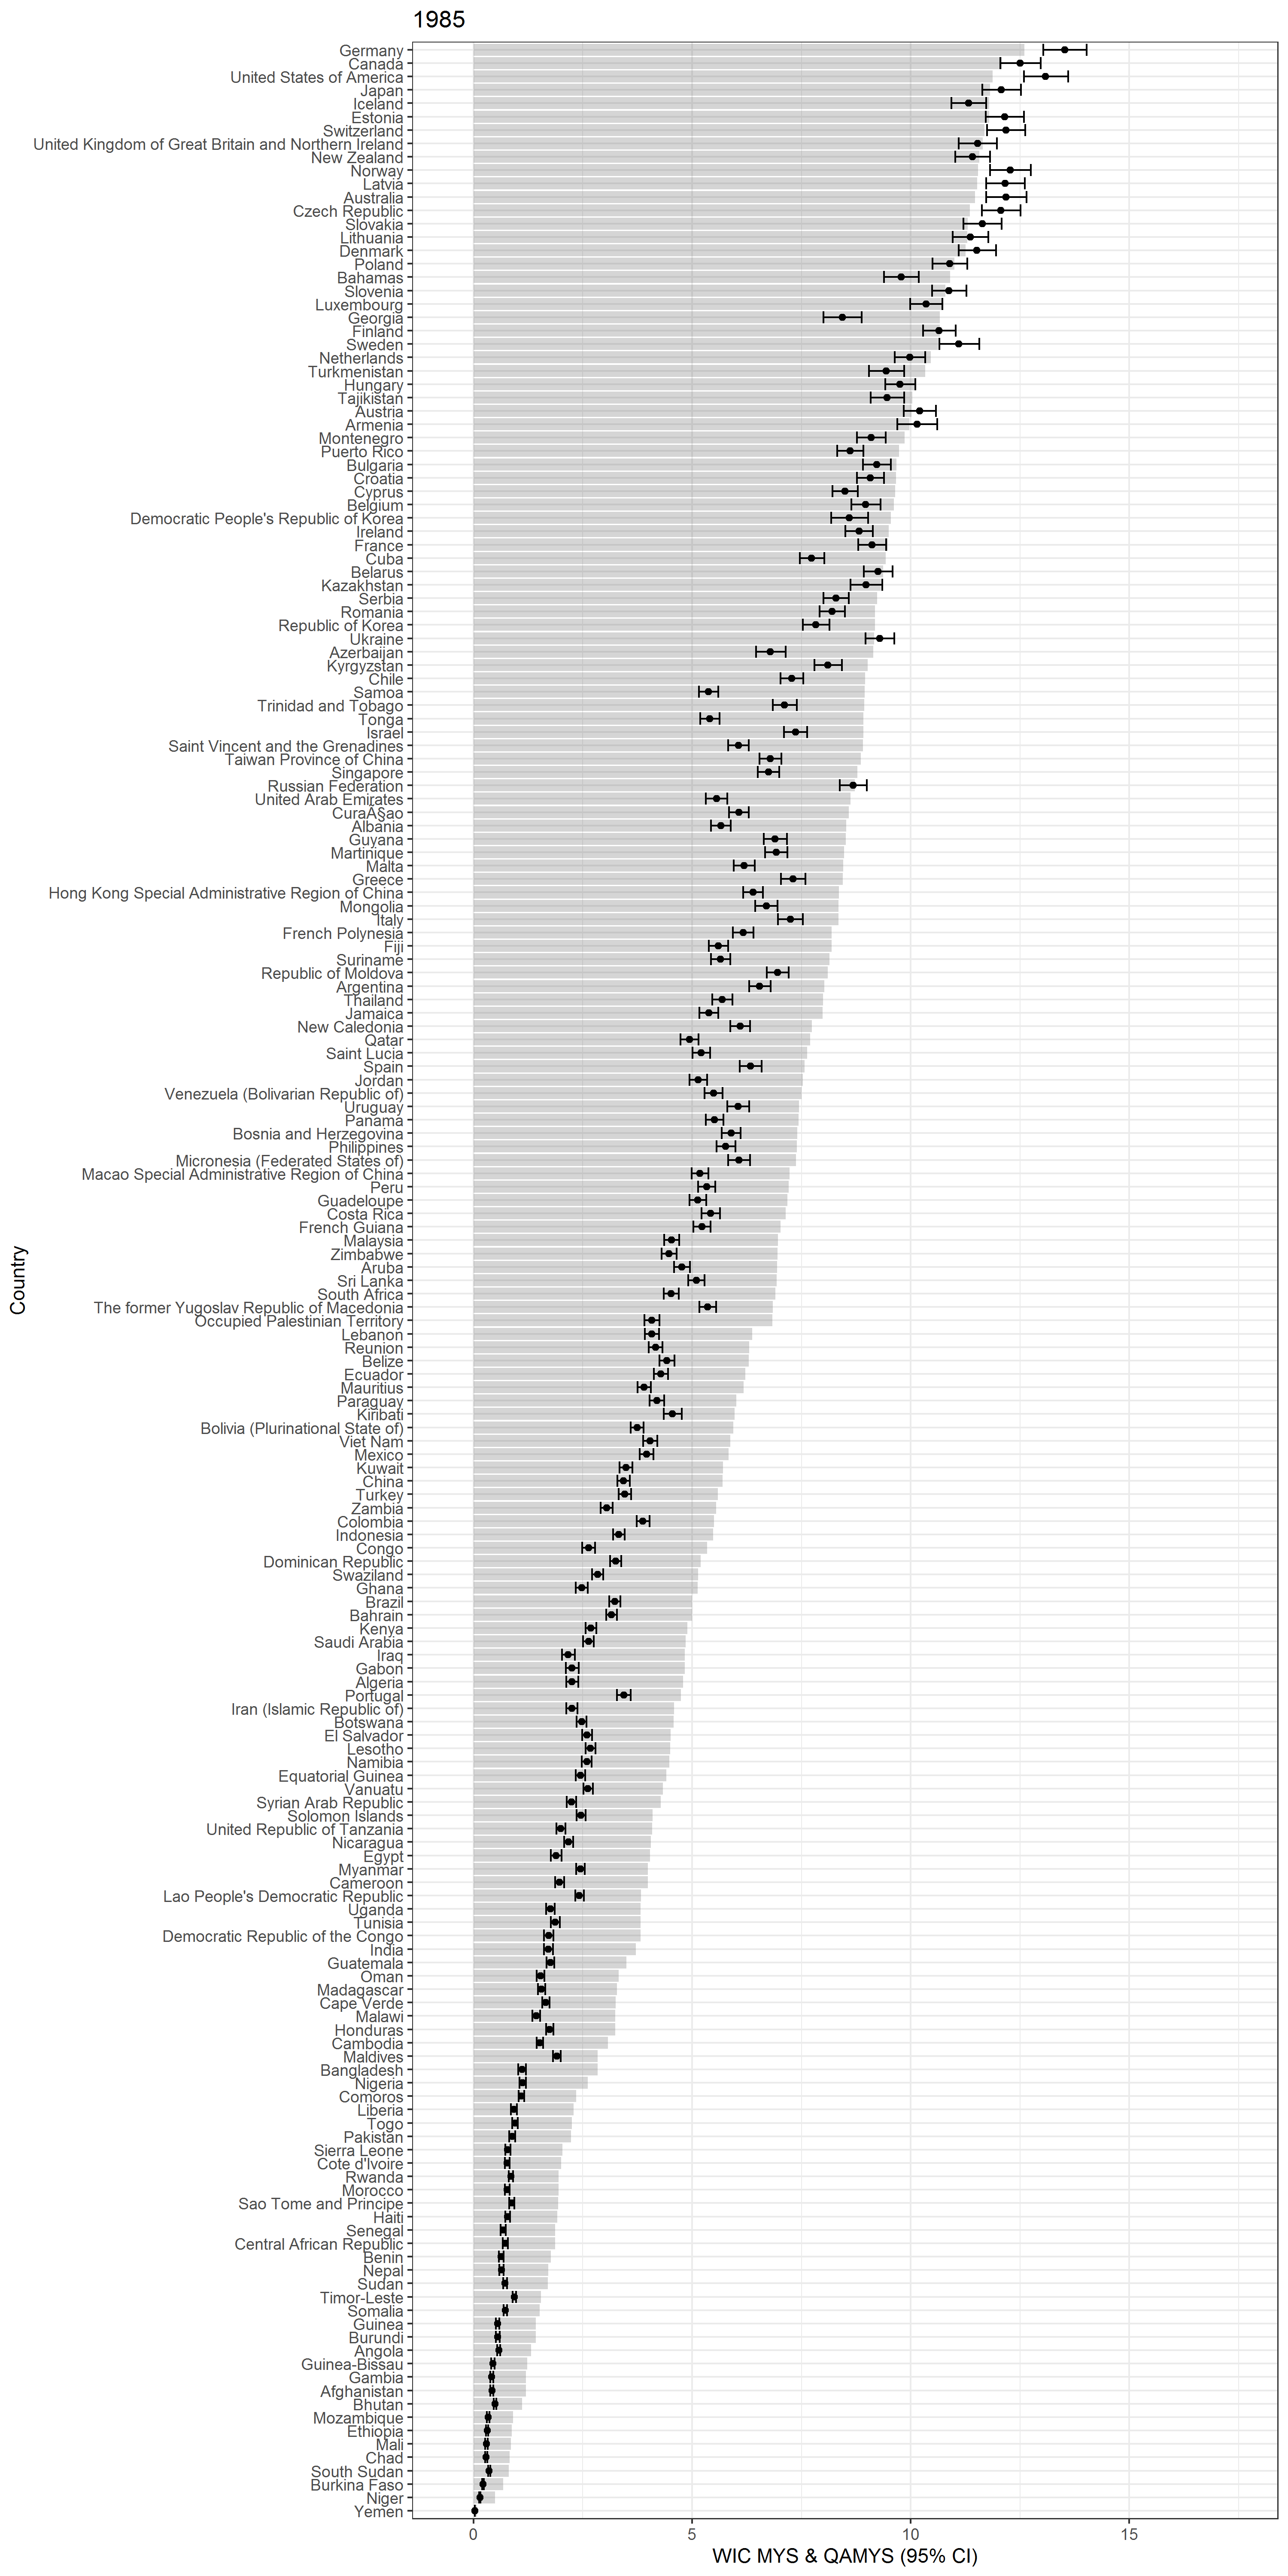 1985
Germany
Canada
United States of America
Japan
Iceland
Estonia
Switzerland
United Kingdom of Great Britain and Northern Ireland
New Zealand
Norway
Latvia
Australia
Czech Republic
Slovakia
Lithuania
Denmark
Poland
Bahamas
Slovenia
Luxembourg
Georgia
Finland
Sweden
Netherlands
Turkmenistan
Hungary
Tajikistan
Austria
Armenia
Montenegro
Puerto Rico
Bulgaria
Croatia
Cyprus
Belgium
Democratic People's Republic of Korea
Ireland
France
Cuba
Belarus
Kazakhstan
Serbia
Romania
Republic of Korea
Ukraine
Azerbaijan
Kyrgyzstan
Chile
Samoa
Trinidad and Tobago
Tonga
Israel
Saint Vincent and the Grenadines
Taiwan Province of China
Singapore
Russian Federation
United Arab Emirates
CuraÃ§ao
Albania
Guyana
Martinique
Malta
Greece
Hong Kong Special Administrative Region of China
Mongolia
Italy
French Polynesia
Fiji
Suriname
Republic of Moldova
Argentina
Thailand
Jamaica
New Caledonia
Qatar
Saint Lucia
Spain
Jordan
Venezuela (Bolivarian Republic of)
Uruguay
Panama
Bosnia and Herzegovina
Philippines
Micronesia (Federated States of)
Macao Special Administrative Region of China
Peru
Guadeloupe
Costa Rica
French Guiana
Malaysia
Zimbabwe
Aruba
Sri Lanka
South Africa
The former Yugoslav Republic of Macedonia
Occupied Palestinian Territory
Lebanon
Reunion
Belize
Ecuador
Mauritius
Paraguay
Kiribati
Bolivia (Plurinational State of)
Viet Nam
Mexico
Kuwait
China
Turkey
Zambia
Colombia
Indonesia
Congo
Dominican Republic
Swaziland
Ghana
Brazil
Bahrain
Kenya
Saudi Arabia
Iraq
Gabon
Algeria
Portugal
Iran (Islamic Republic of)
Botswana
El Salvador
Lesotho
Namibia
Equatorial Guinea
Vanuatu
Syrian Arab Republic
Solomon Islands
United Republic of Tanzania
Nicaragua
Egypt
Myanmar
Cameroon
Lao People's Democratic Republic
Uganda
Tunisia
Democratic Republic of the Congo
India
Guatemala
Oman
Madagascar
Cape Verde
Malawi
Honduras
Cambodia
Maldives
Bangladesh
Nigeria
Comoros
Liberia
Togo
Pakistan
Sierra Leone
Cote d'Ivoire
Rwanda
Morocco
Sao Tome and Principe
Haiti
Senegal
Central African Republic
Benin
Nepal
Sudan
Timor-Leste
Somalia
Guinea
Burundi
Angola
Guinea-Bissau
Gambia
Afghanistan
Bhutan
Mozambique
Ethiopia
Mali
Chad
South Sudan
Burkina Faso
Niger
Yemen
Country
0 5 10 15
WIC MYS & QAMYS (95% CI)